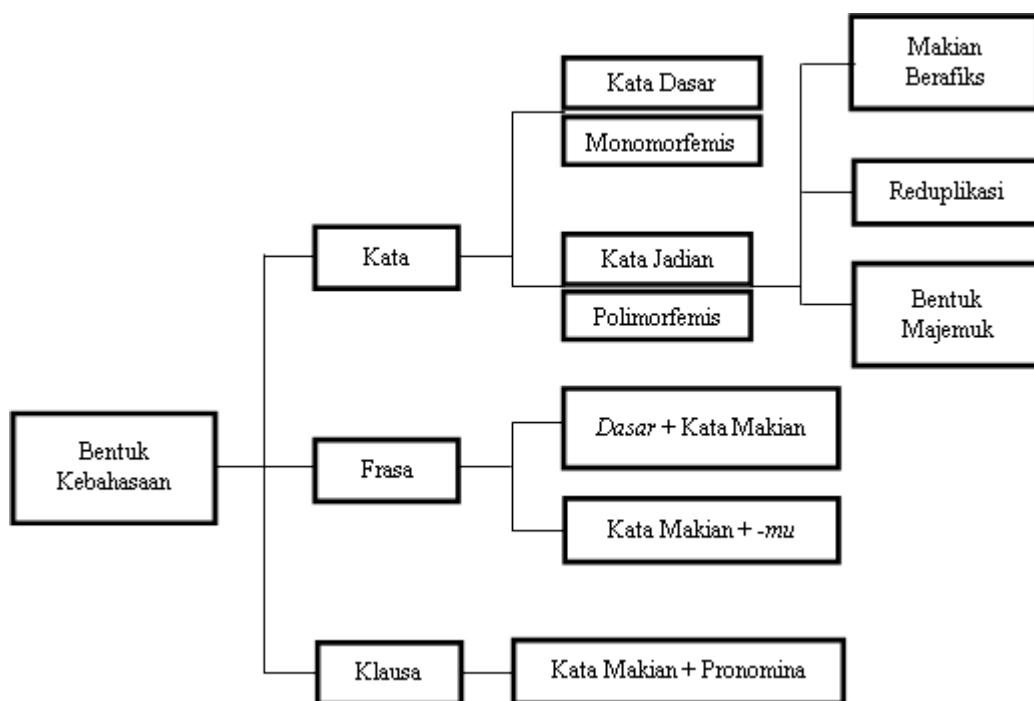 Makian
Berafiks
Kata Dasar
Monomorfemis
Reduplikasi
Kata
Kata Jadian
Polimorfemis
Bentuk
Majemuk
Bentuk
Kebahasaan
Dasar + Kata Makian
Frasa
Kata Makian + -mu
Klausa
Kata Makian + Pronomina